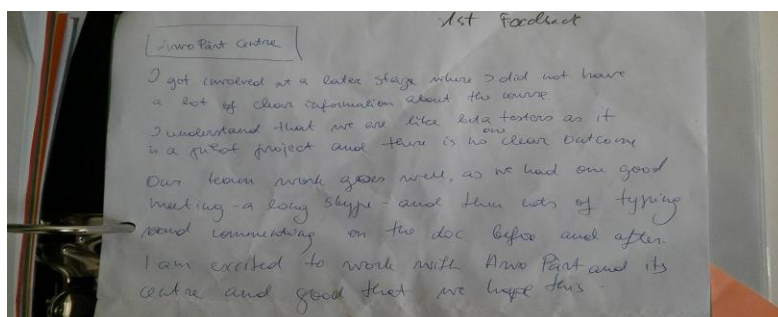 1st Feedback
Arvo Pärt Centre
I got involved at a later stage where I did not have
a lot of clear information about the course
I understand that we are like beta testers as it
is a pilot project and there is no one clear outcome
Our team work goes well, as we had one good
meeting - a long skype - and then lots of typing
and commenting on the doc before and after.
I am excited to work with Arvo Pärt and its
centre and good that we have this.